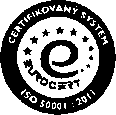 CERTIFIKOVANÝ SYSTÉM
e
EUROCERT
ISO 50001 : 2011